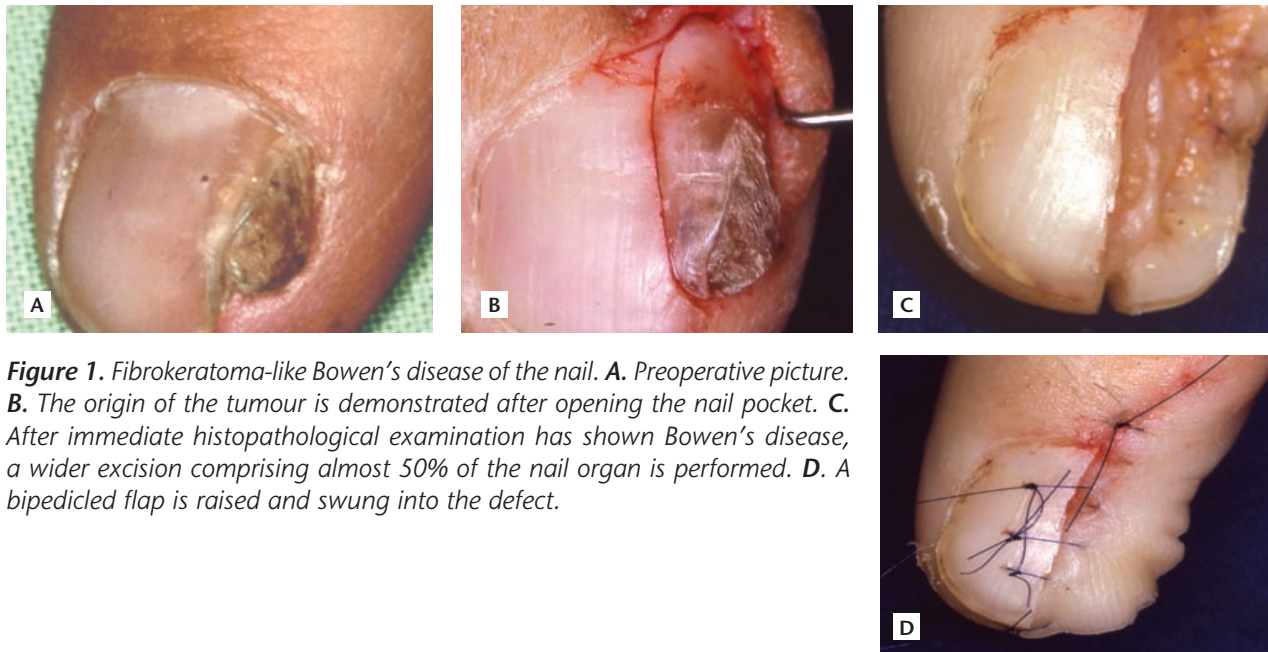 A
B
C
Figure 1. Fibrokeratoma-like Bowen’s disease of the nail. A. Preoperative picture.
B. The origin of the tumour is demonstrated after opening the nail pocket. C.
After immediate histopathological examination has shown Bowen’s disease,
a wider excision comprising almost 50% of the nail organ is performed. D. A
bipedicled flap is raised and swung into the defect.
D